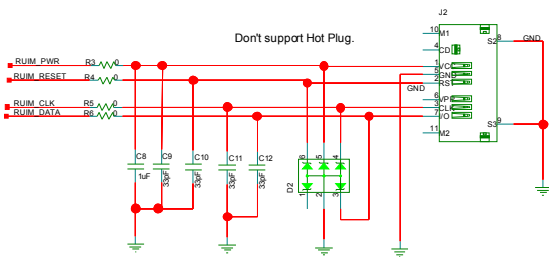 J2
Don't support Hot Plug.
10 M1
S2 8 GND
4 CD
RUIM_PWR R3 0
1 VCC
5 GND
RUIM_RESET R4 0
2 RST
GND
6 VPP
RUIM_CLK R5 0
3 CLK
RUIM_DATA R6 0
7 I/O
S3 9
11 M2
C8 C9 C10 C11 C12
1uF 33pF 33pF 33pF 33pF
6 5 4
D2
1 2 3